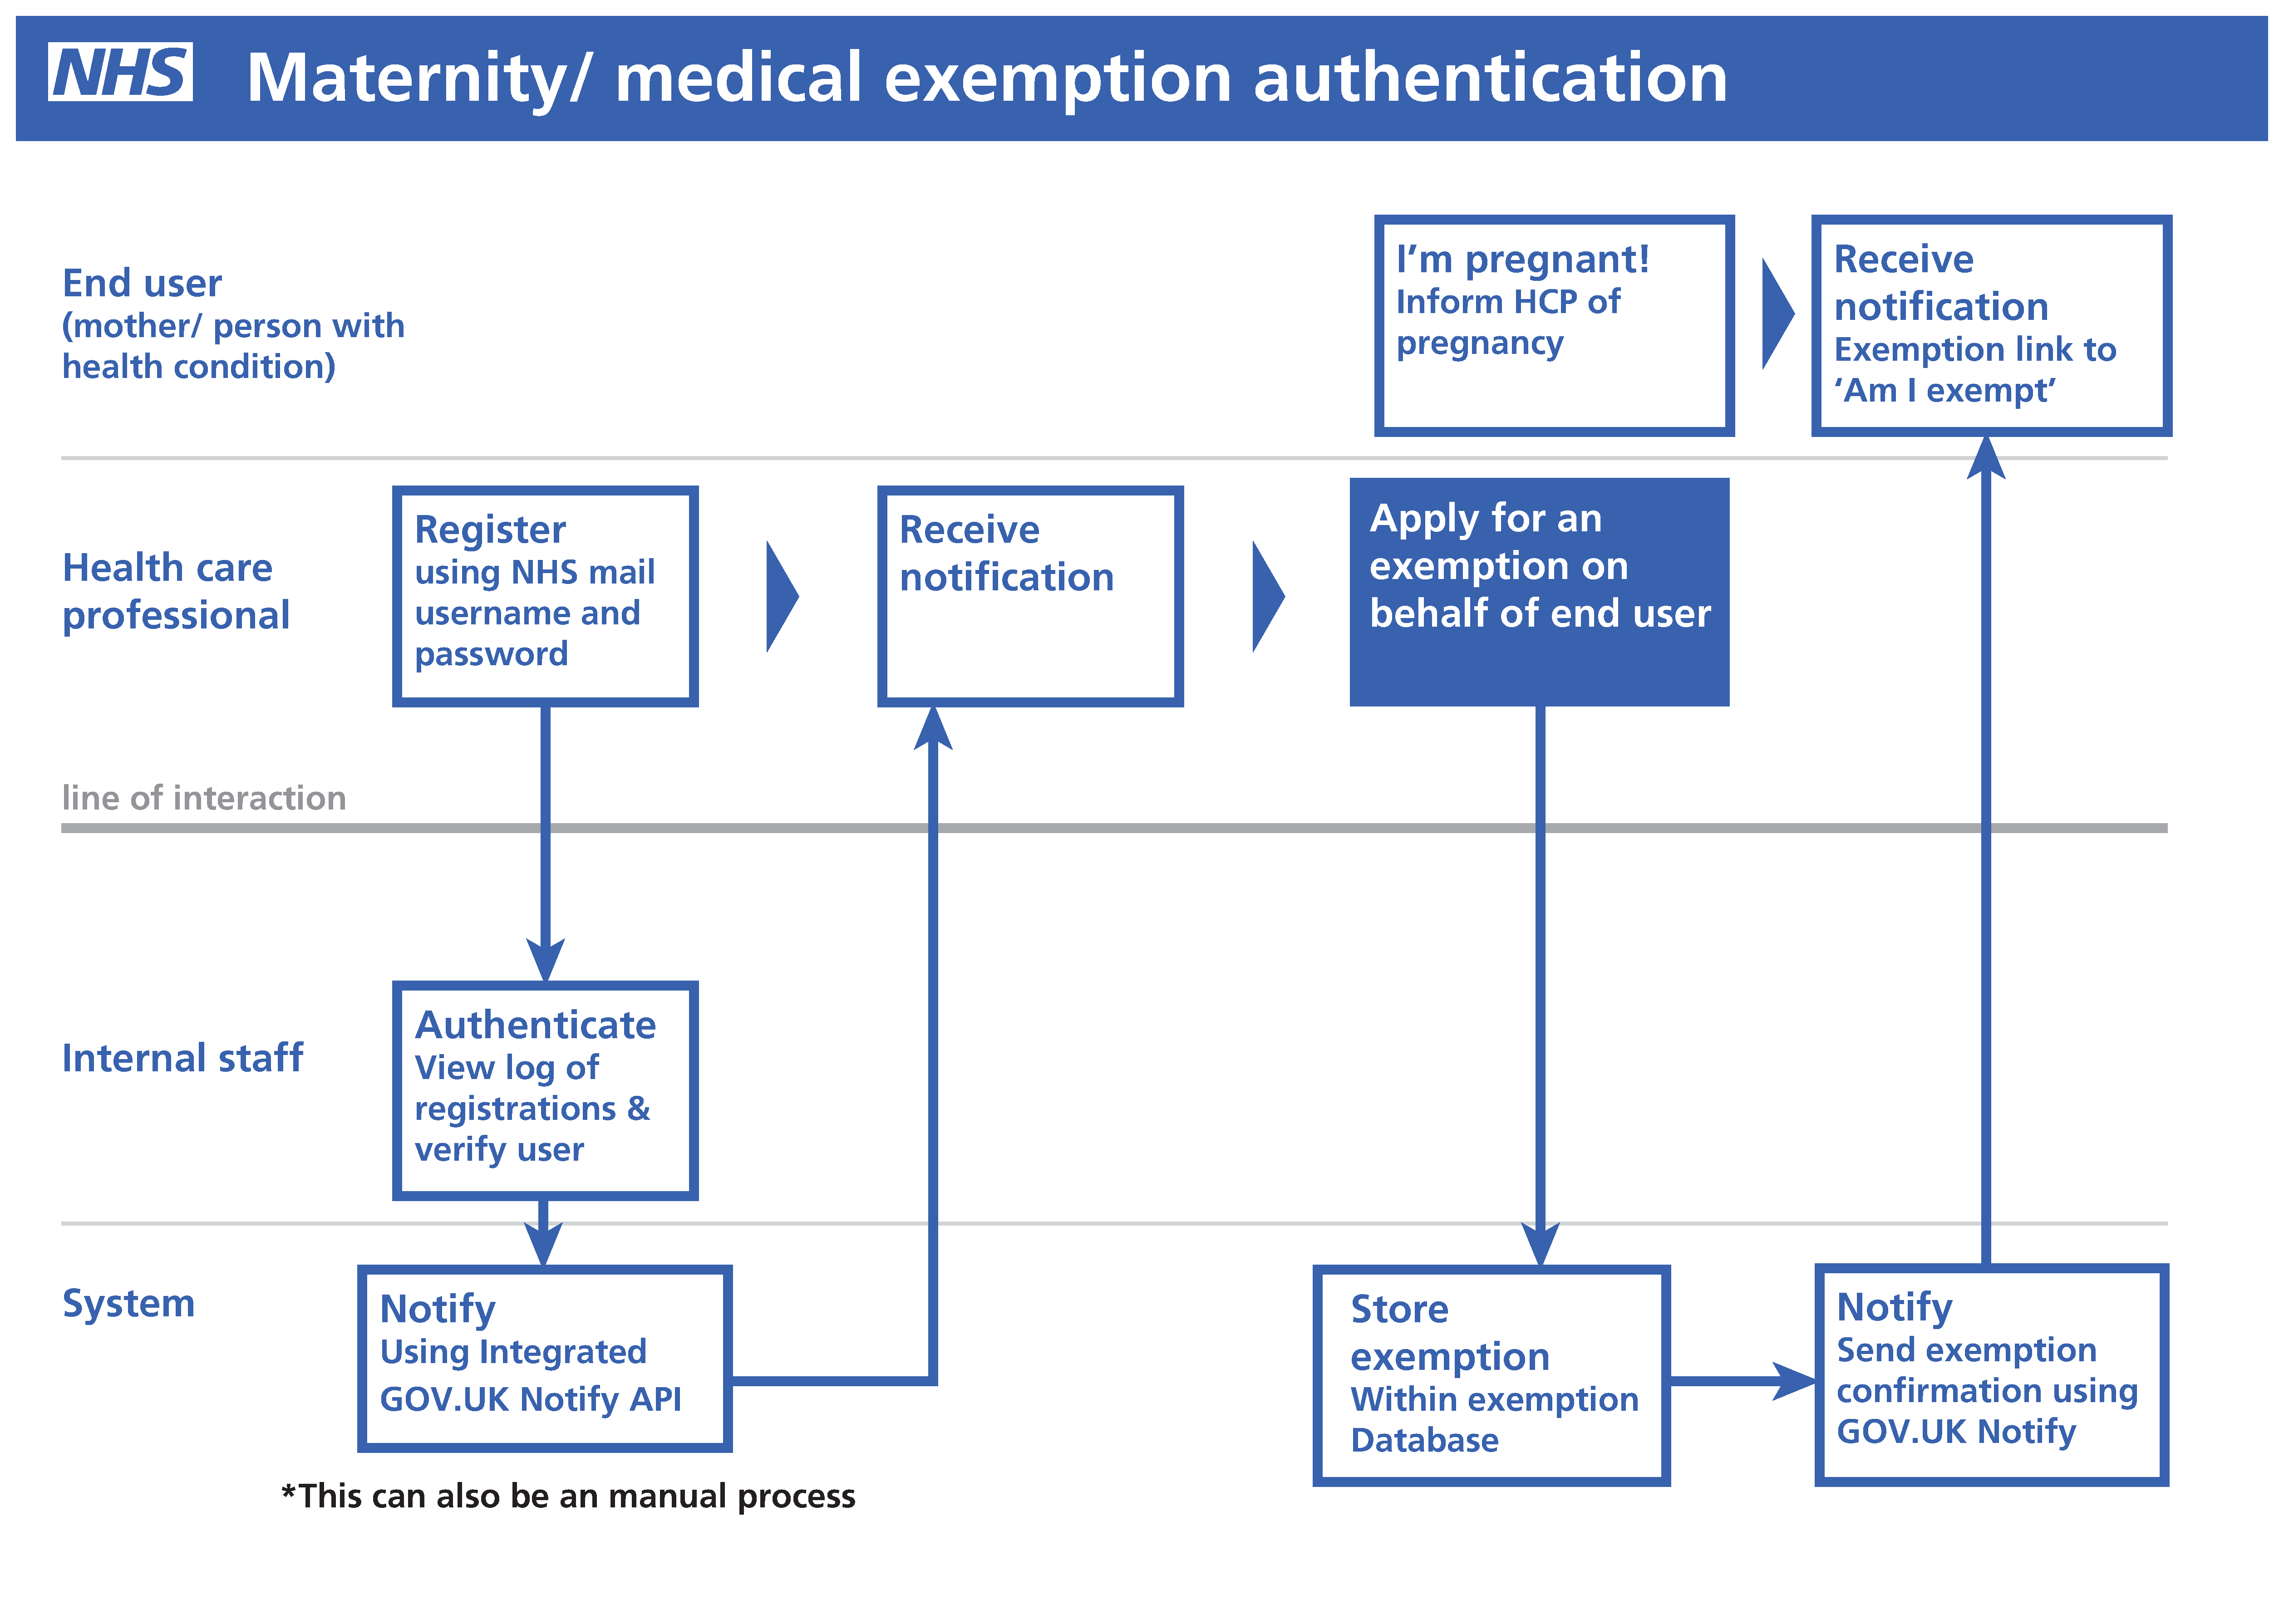 NHS
Maternity/ medical exemption authentication
End user
(mother/ person with
health condition)
I’m pregnant!
Inform HCP of
pregnancy
Receive
notification
Exemption link to
‘Am I exempt’
Health care
professional
Register
using NHS mail
username and
password
Receive
notification
Apply for an
exemption on
behalf of end user
line of interaction
Internal staff
Authenticate
View log of
registrations &
verify user
System
Notify
Using Integrated
GOV.UK Notify API
Store
exemption
Within exemption
Database
Notify
Send exemption
confirmation using
GOV.UK Notify
*This can also be an manual process